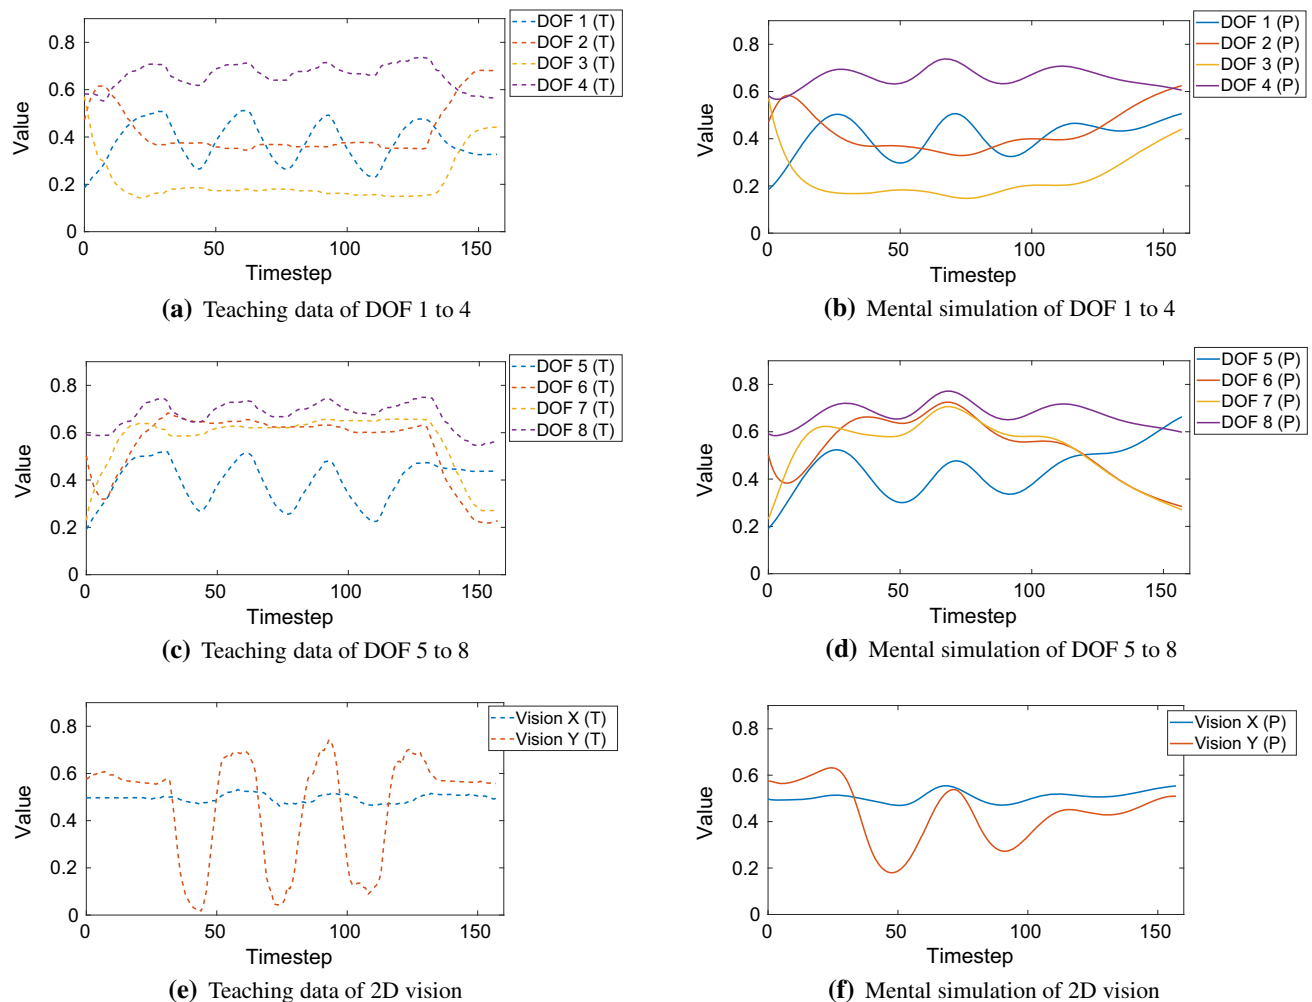 DOF 1 (T)
DOF 2 (T)
DOF 3 (T)
DOF 4 (T)
0.8
0.6
0.4
0.2
0
Value
0 50 100 150
Timestep
(a) Teaching data of DOF 1 to 4
DOF 1 (P)
DOF 2 (P)
DOF 3 (P)
DOF 4 (P)
0.8
0.6
0.4
0.2
0
Value
0 50 100 150
Timestep
(b) Mental simulation of DOF 1 to 4
DOF 5 (T)
DOF 6 (T)
DOF 7 (T)
DOF 8 (T)
0.8
0.6
0.4
0.2
0
Value
0 50 100 150
Timestep
(c) Teaching data of DOF 5 to 8
DOF 5 (P)
DOF 6 (P)
DOF 7 (P)
DOF 8 (P)
0.8
0.6
0.4
0.2
0
Value
0 50 100 150
Timestep
(d) Mental simulation of DOF 5 to 8
Vision X (T)
Vision Y (T)
0.8
0.6
0.4
0.2
0
Value
0 50 100 150
Timestep
(e) Teaching data of 2D vision
Vision X (P)
Vision Y (P)
0.8
0.6
0.4
0.2
0
Value
0 50 100 150
Timestep
(f) Mental simulation of 2D vision